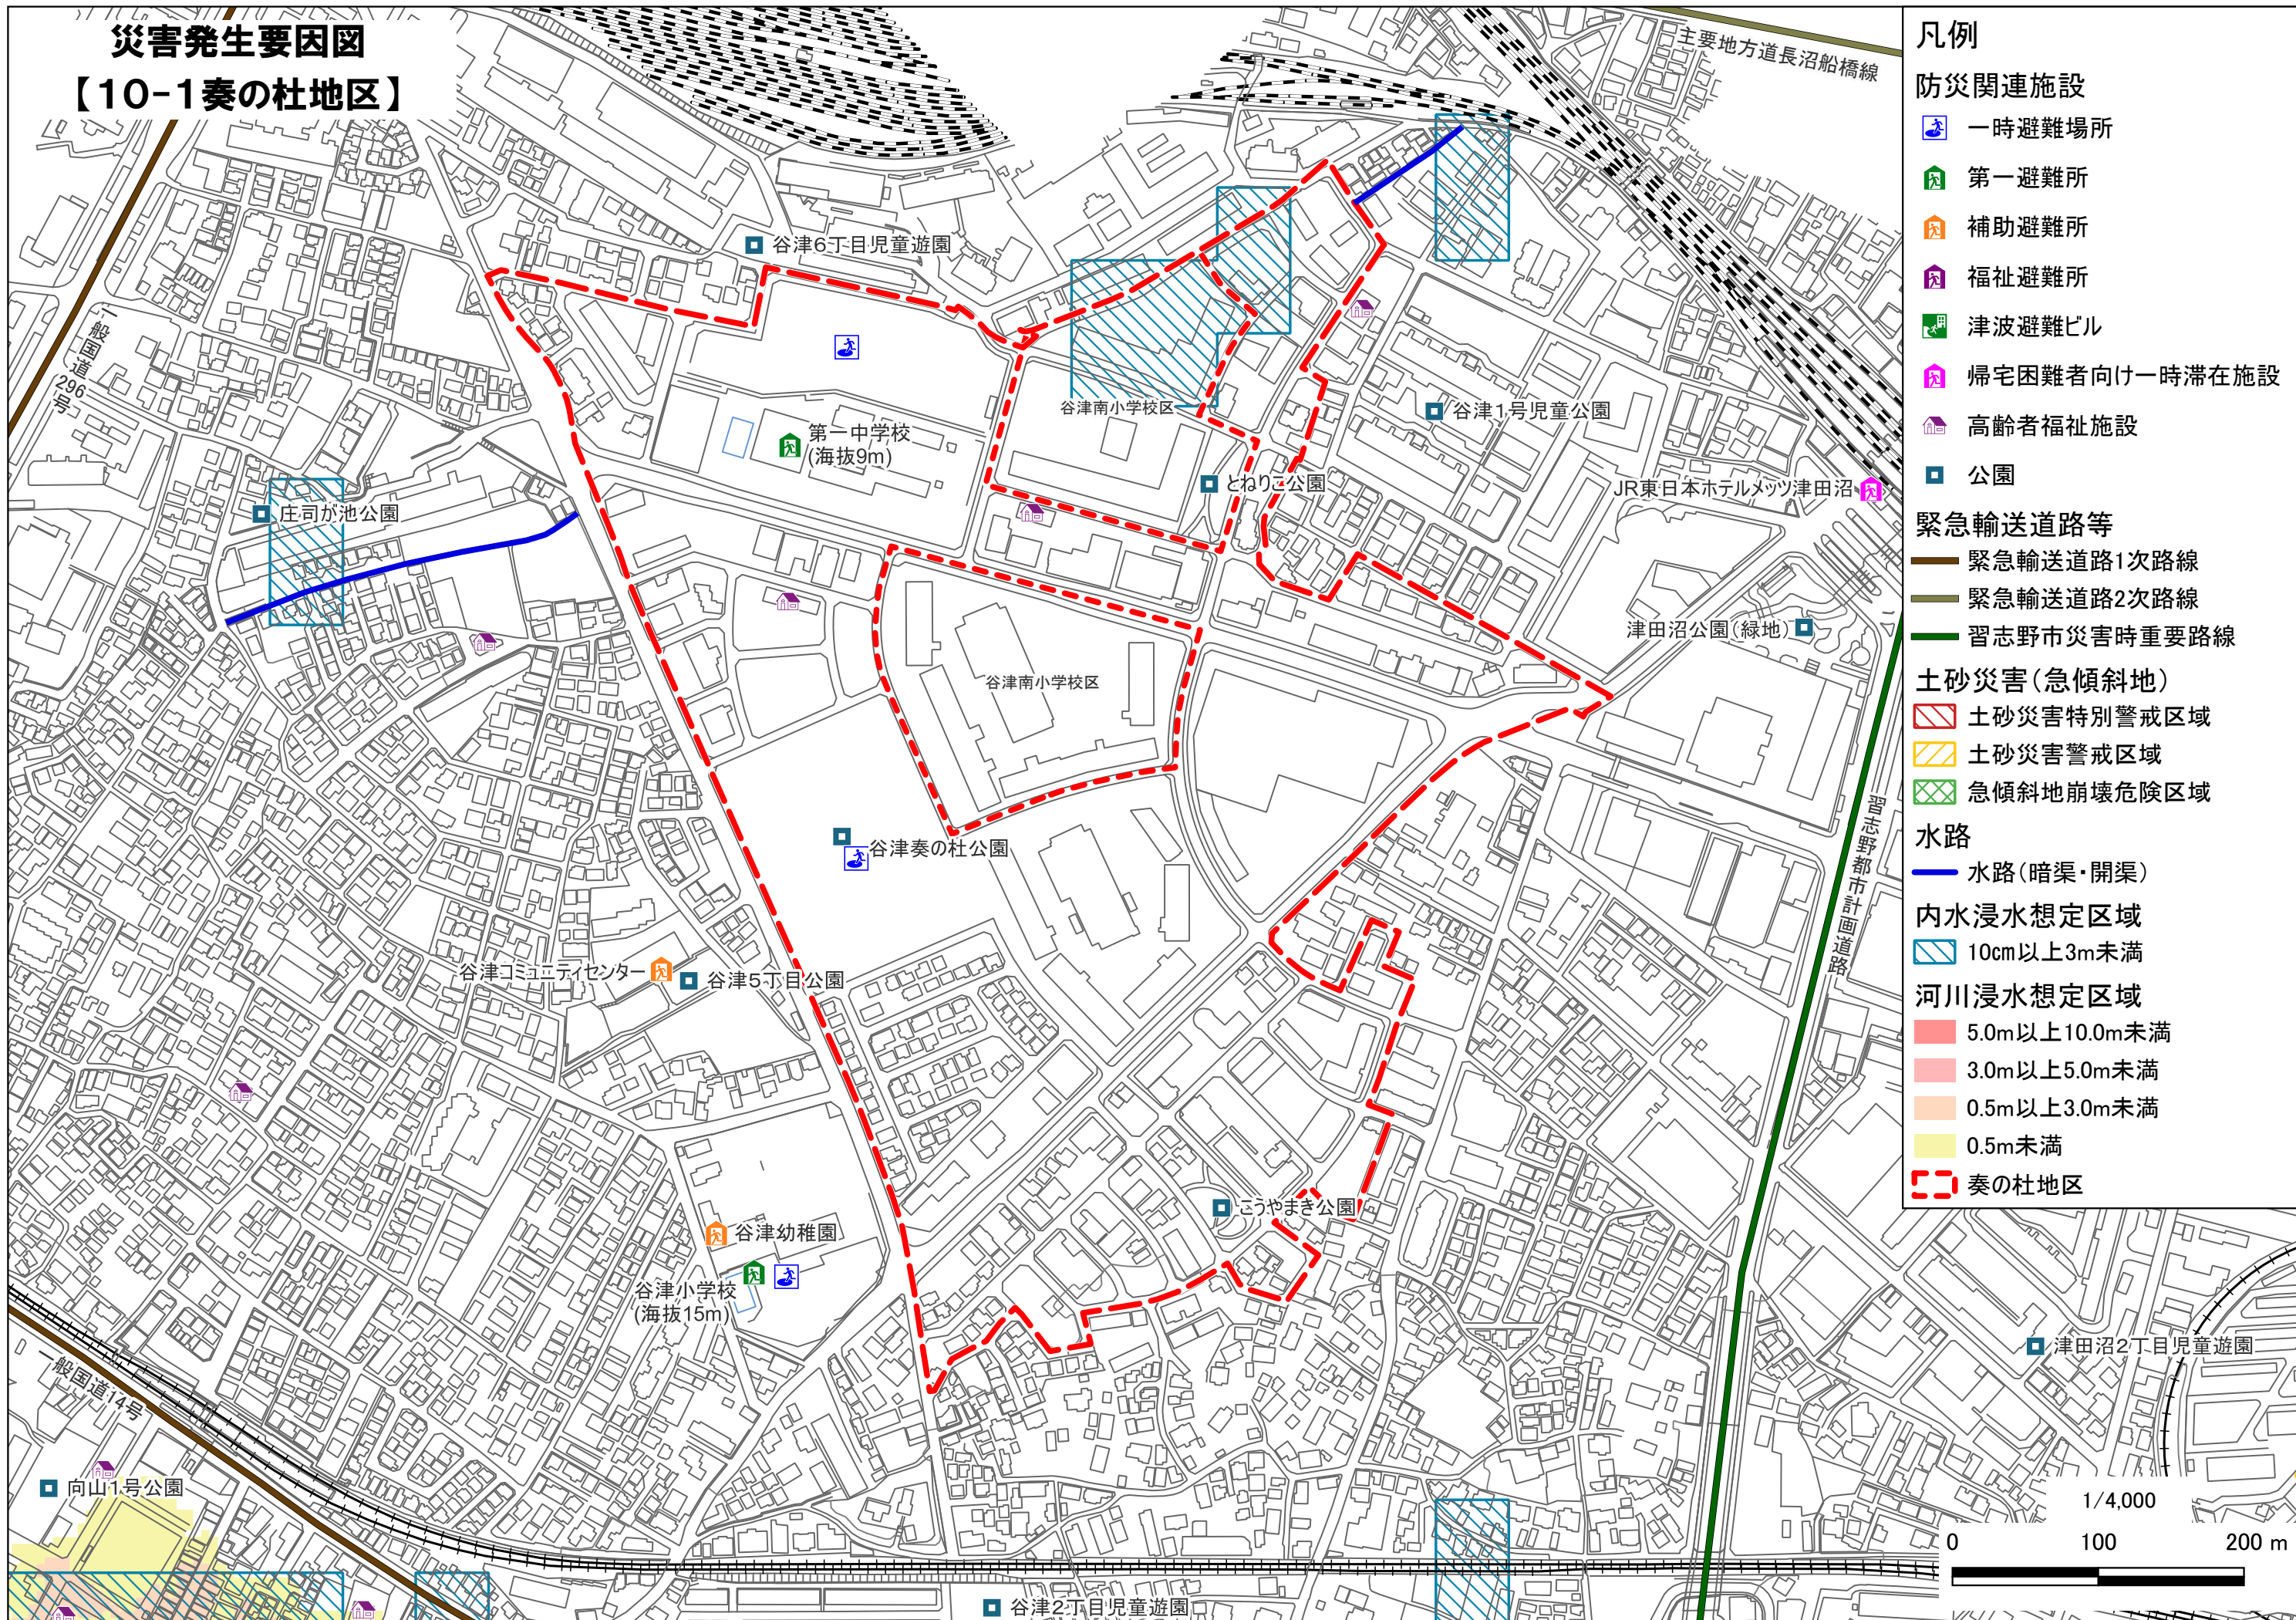 災害発生要因図
【10-1奏の杜地区】
主要地方道長沼船橋線
谷津6丁目児童遊園
一般国道296号
谷津南小学校区
谷津1号児童公園
第一中学校
(海抜9m)
とねりこ公園
JR東日本ホテルメッツ津田沼
庄司が池公園
津田沼公園(緑地)
谷津南小学校区
習志野都市計画道路
谷津奏の杜公園
谷津コミュニティセンター
谷津5丁目公園
こうやまき公園
谷津幼稚園
谷津小学校
(海抜15m)
津田沼2丁目児童遊園
一般国道14号
向山1号公園
谷津2丁目児童遊園
凡例
防災関連施設
一時避難場所
第一避難所
補助避難所
福祉避難所
津波避難ビル
帰宅困難者向け一時滞在施設
高齢者福祉施設
公園
緊急輸送道路等
緊急輸送道路1次路線
緊急輸送道路2次路線
習志野市災害時重要路線
土砂災害(急傾斜地)
土砂災害特別警戒区域
土砂災害警戒区域
急傾斜地崩壊危険区域
水路
水路(暗渠・開渠)
内水浸水想定区域
10cm以上3m未満
河川浸水想定区域
5.0m以上10.0m未満
3.0m以上5.0m未満
0.5m以上3.0m未満
0.5m未満
奏の杜地区
1/4,000
0 100 200 m